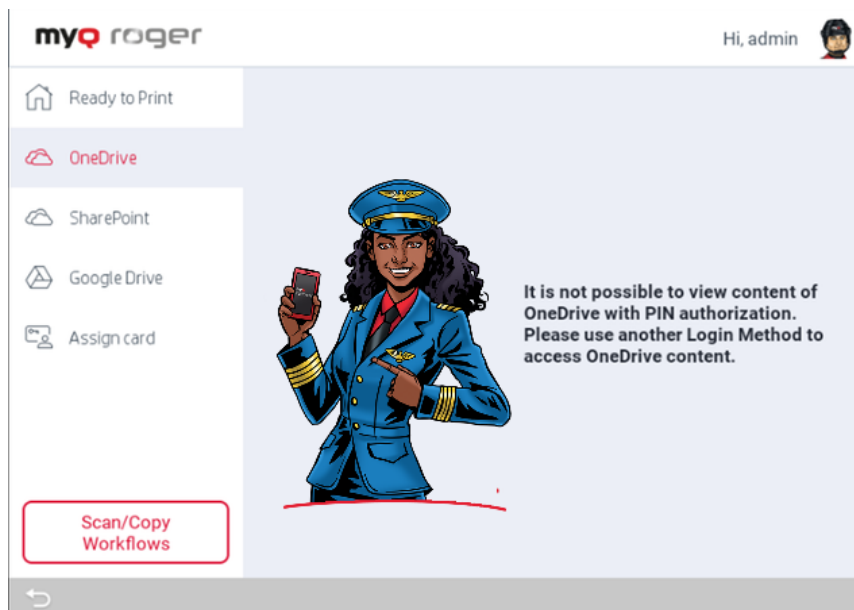 myq roger
Hi, admin
Ready to Print
OneDrive
SharePoint
Google Drive
Assign card
It is not possible to view content of
OneDrive with PIN authorization.
Please use another Login Method to
access OneDrive content.
Scan/Copy
Workflows